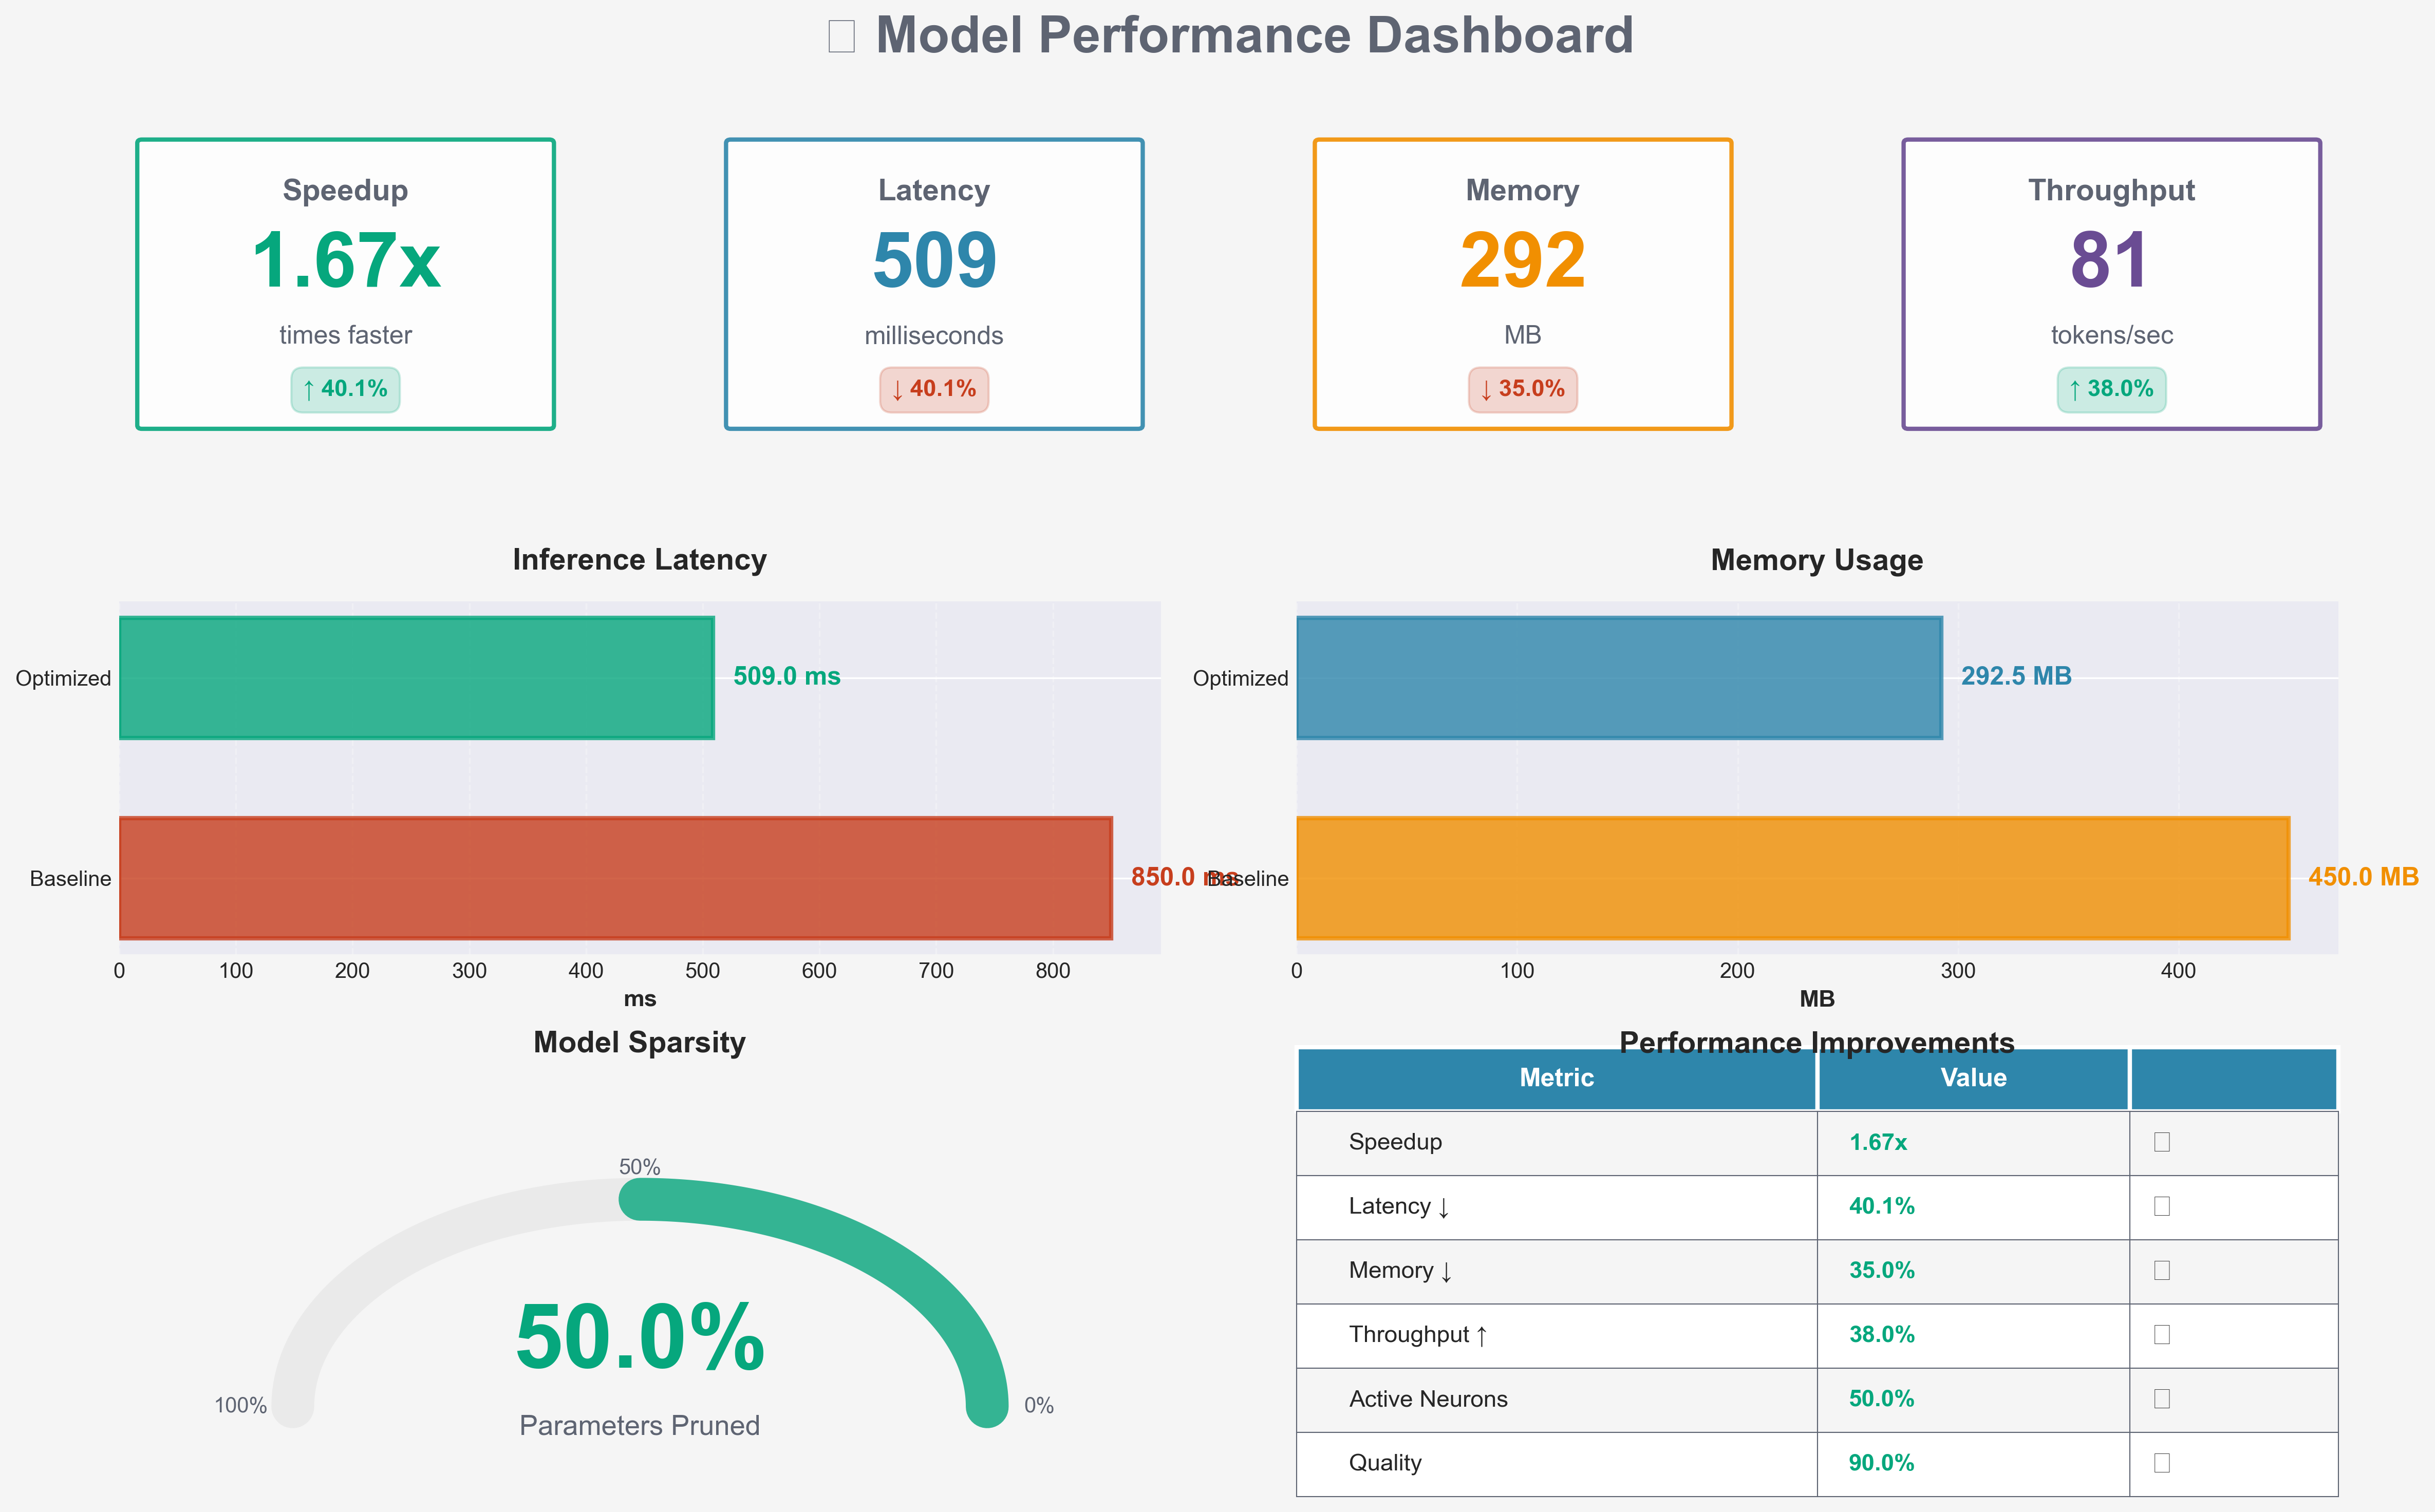 Model Performance Dashboard
Speedup
1.67x
times faster
↑ 40.1%
Latency
509
milliseconds
↓ 40.1%
Memory
292
MB
↓ 35.0%
Throughput
81
tokens/sec
↑ 38.0%
Inference Latency
Optimized
509.0 ms
Baseline
850.0 ms
0 100 200 300 400 500 600 700 800
ms
Memory Usage
Optimized
292.5 MB
Baseline
450.0 MB
0 100 200 300 400
MB
Model Sparsity
50%
50.0%
100%
0%
Parameters Pruned
Performance Improvements
Metric Value
Speedup 1.67x
Latency ↓ 40.1%
Memory ↓ 35.0%
Throughput ↑ 38.0%
Active Neurons 50.0%
Quality 90.0%